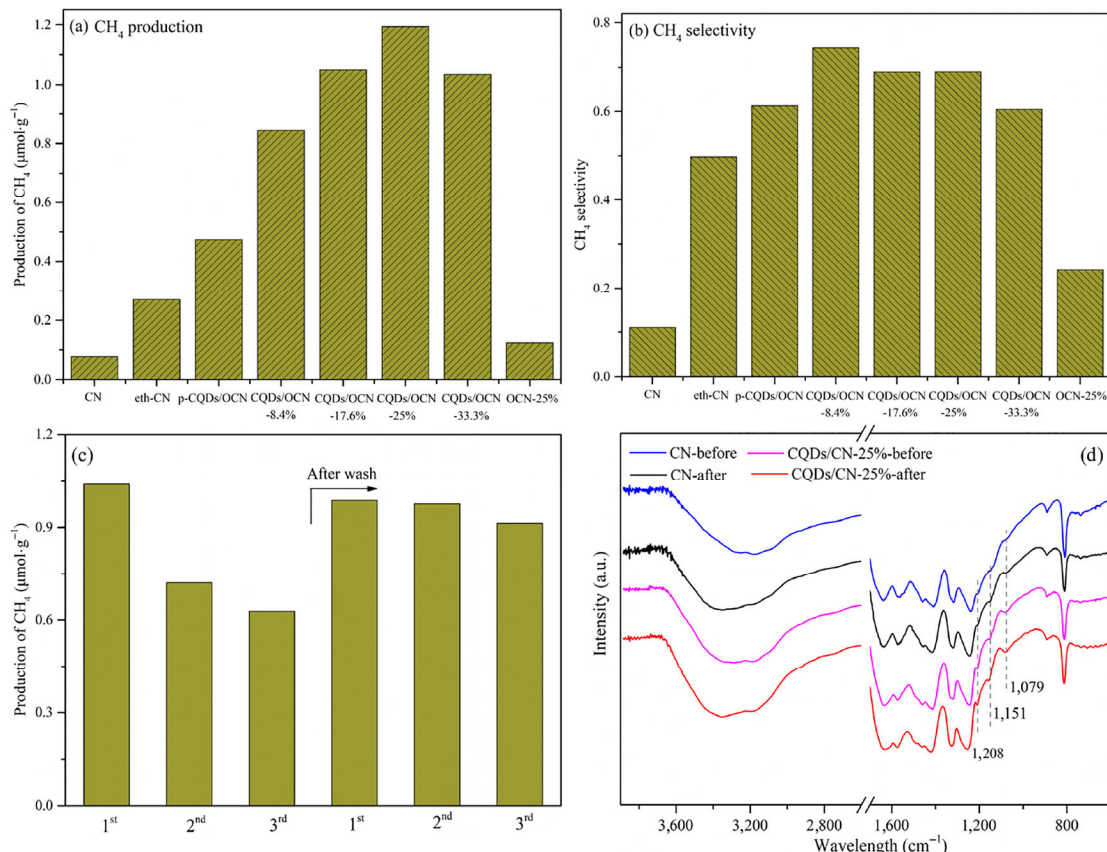 (a) CH₄ production
Production of CH₄ (μmol·g⁻¹)
1.2
1.0
0.8
0.6
0.4
0.2
0.0
CN eth-CN p-CQDs/OCN CQDs/OCN CQDs/OCN CQDs/OCN CQDs/OCN OCN-25%
-8.4% -17.6% -25% -33.3%
(b) CH₄ selectivity
CH₄ selectivity
0.8
0.6
0.4
0.2
0.0
CN eth-CN p-CQDs/OCN CQDs/OCN CQDs/OCN CQDs/OCN CQDs/OCN OCN-25%
-8.4% -17.6% -25% -33.3%
(c)
After wash
Production of CH₄ (μmol·g⁻¹)
1.2
0.9
0.6
0.3
0.0
1st 2nd 3rd 1st 2nd 3rd
(d)
CN-before CQDs/CN-25%-before
CN-after CQDs/CN-25%-after
Intensity (a.u.)
1,079
1,151
1,208
3,600 3,200 2,800 1,600 1,200 800
Wavelength (cm⁻¹)